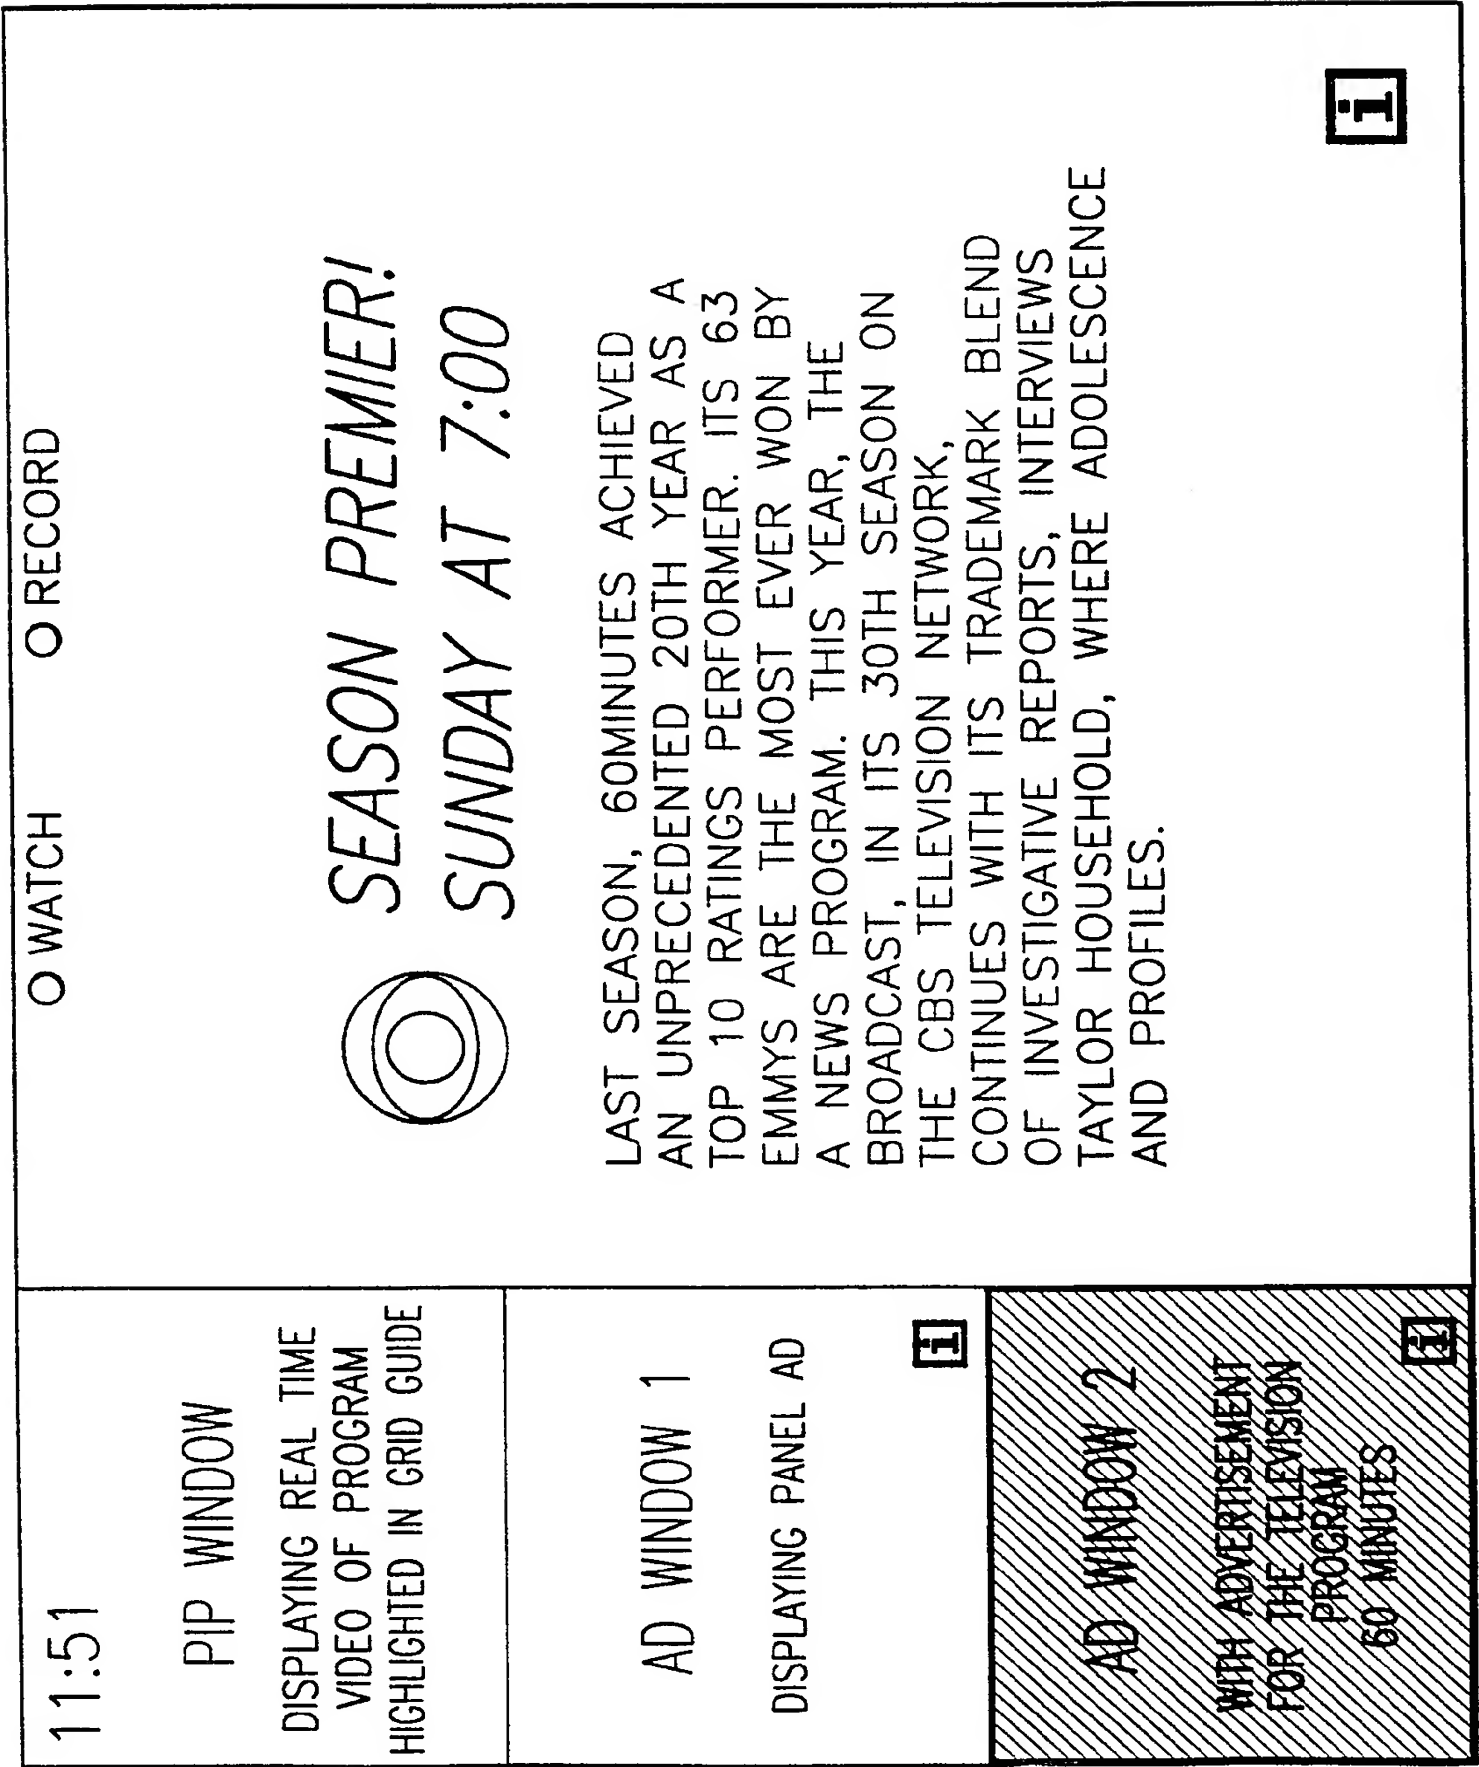 11:51
PIP WINDOW
DISPLAYING REAL TIME
VIDEO OF PROGRAM
HIGHLIGHTED IN GRID GUIDE
AD WINDOW 1
DISPLAYING PANEL AD
i
AD WINDOW 2
WITH ADVERTISEMENT
FOR THE TELEVISION
PROGRAM
60 MINUTES
i
O WATCH O RECORD
SEASON PREMIER!
SUNDAY AT 7:00
LAST SEASON, 60MINUTES ACHIEVED
AN UNPRECEDENTED 20TH YEAR AS A
TOP 10 RATINGS PERFORMER. ITS 63
EMMYS ARE THE MOST EVER WON BY
A NEWS PROGRAM. THIS YEAR, THE
BROADCAST, IN ITS 30TH SEASON ON
THE CBS TELEVISION NETWORK,
CONTINUES WITH ITS TRADEMARK BLEND
OF INVESTIGATIVE REPORTS, INTERVIEWS
TAYLOR HOUSEHOLD, WHERE ADOLESCENCE
AND PROFILES.
i